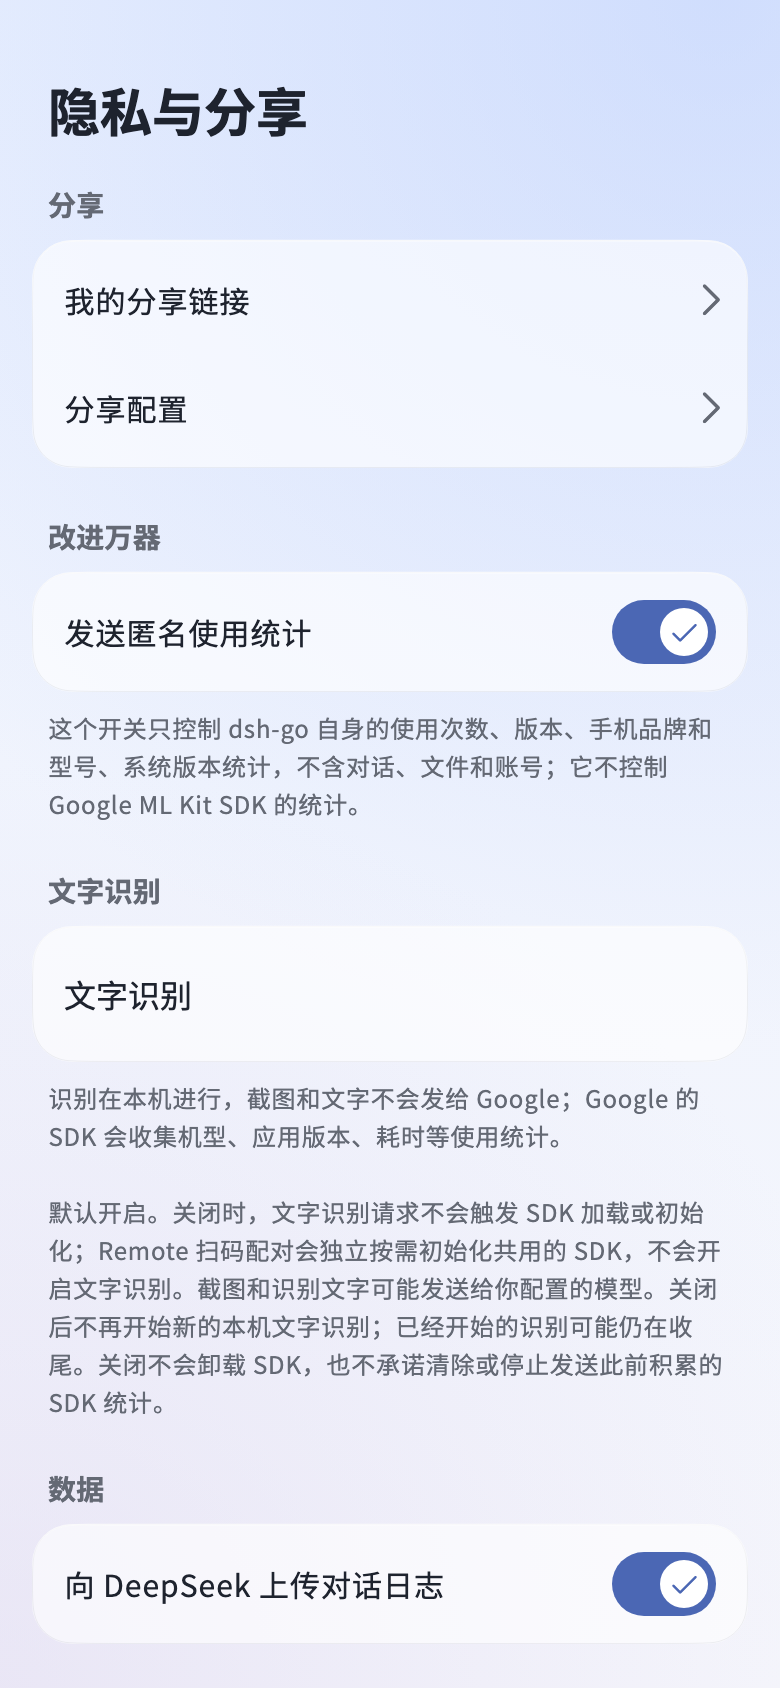 隐私与分享
分享
我的分享链接
分享配置
改进万器
发送匿名使用统计
这个开关只控制 dsh-go 自身的使用次数、版本、手机品牌和
型号、系统版本统计，不含对话、文件和账号；它不控制
Google ML Kit SDK 的统计。
文字识别
文字识别
识别在本机进行，截图和文字不会发给 Google；Google 的
SDK 会收集机型、应用版本、耗时等使用统计。
默认开启。关闭时，文字识别请求不会触发 SDK 加载或初始
化；Remote 扫码配对会独立按需初始化共用的 SDK，不会开
启文字识别。截图和识别文字可能发送给你配置的模型。关闭
后不再开始新的本机文字识别；已经开始的识别可能仍在收
尾。关闭不会卸载 SDK，也不承诺清除或停止发送此前积累的
SDK 统计。
数据
向 DeepSeek 上传对话日志